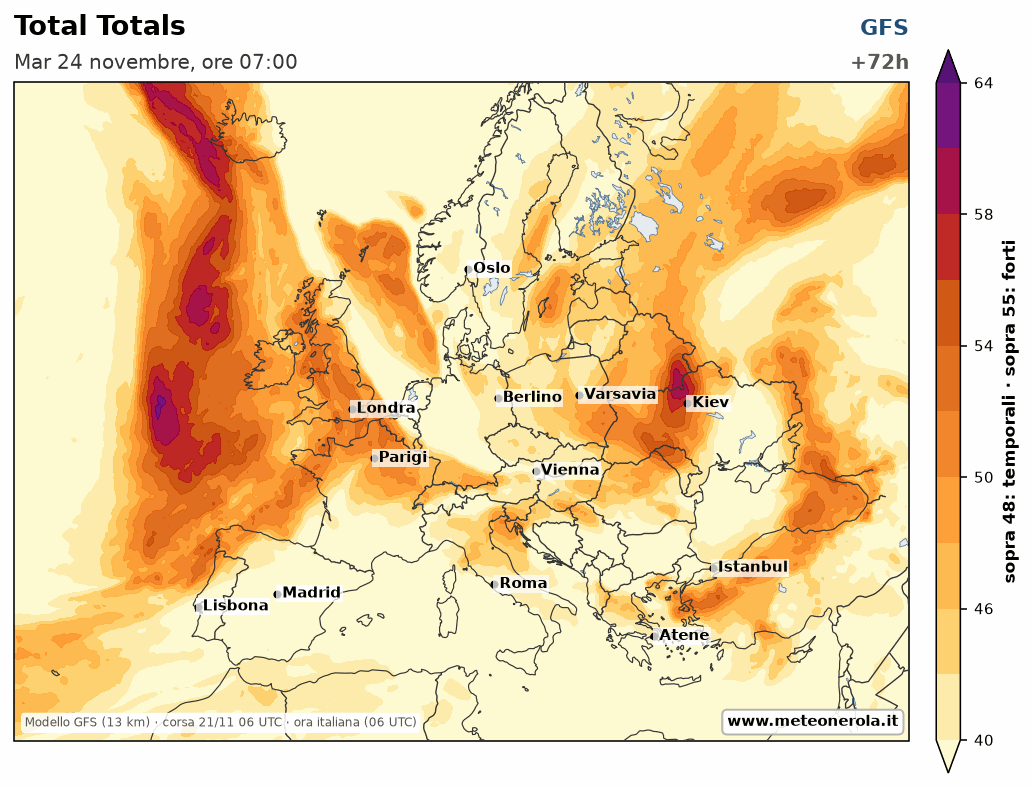 Total Totals
GFS
Mar 24 novembre, ore 07:00
+72h
64
58
54
50
46
40
sopra 48: temporali · sopra 55: forti
Oslo
Londra
Berlino
Varsavia
Kiev
Parigi
Vienna
Istanbul
Roma
Madrid
Lisbona
Atene
Modello GFS (13 km) · corsa 21/11 06 UTC · ora italiana (06 UTC)
www.meteonerola.it